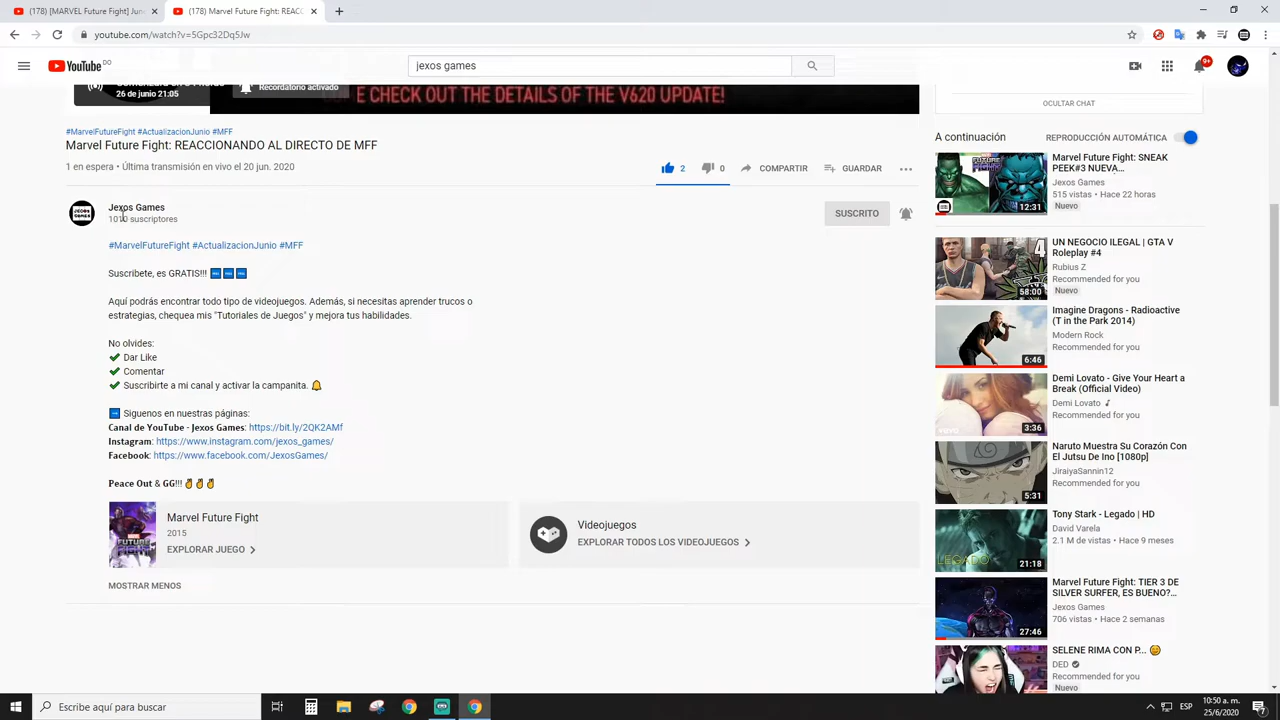 (178) [MARVEL Future Fight] Jun
(178) Marvel Future Fight: REAC
youtube.com/watch?v=5Gpc32Dq5Jw
YouTube DO
jexos games
9+
26 de junio 21:05
Recordatorio activado
E CHECK OUT THE DETAILS OF THE V620 UPDATE!
#MarvelFutureFight #ActualizacionJunio #MFF
Marvel Future Fight: REACCIONANDO AL DIRECTO DE MFF
1 en espera • Última transmisión en vivo el 20 jun. 2020
2
0
COMPARTIR
GUARDAR
Jexos Games
1010 suscriptores
SUSCRITO
#MarvelFutureFight #ActualizacionJunio #MFF
Suscribete, es GRATIS!!!
Aquí podrás encontrar todo tipo de videojuegos. Además, si necesitas aprender trucos o
estrategias, chequea mis "Tutoriales de Juegos" y mejora tus habilidades.
No olvides:
✔ Dar Like
✔ Comentar
✔ Suscribirte a mi canal y activar la campanita. 🔔
Siguenos en nuestras páginas:
Canal de YouTube - Jexos Games: https://bit.ly/2QK2AMf
Instagram: https://www.instagram.com/jexos_games/
Facebook: https://www.facebook.com/JexosGames/
Peace Out & GG!!! ✌✌✌
Marvel Future Fight
2015
EXPLORAR JUEGO
Videojuegos
EXPLORAR TODOS LOS VIDEOJUEGOS
MOSTRAR MENOS
OCULTAR CHAT
A continuación
REPRODUCCIÓN AUTOMÁTICA
Marvel Future Fight: SNEAK
PEEK#3 NUEVA…
Jexos Games
515 vistas • Hace 22 horas
Nuevo
12:31
UN NEGOCIO ILEGAL | GTA V
Roleplay #4
Rubius Z
Recommended for you
Nuevo
4
58:00
Imagine Dragons - Radioactive
(T in the Park 2014)
Modern Rock
Recommended for you
6:46
Demi Lovato - Give Your Heart a
Break (Official Video)
Demi Lovato
Recommended for you
vevo
3:36
Naruto Muestra Su Corazón Con
El Jutsu De Ino [1080p]
JiraiyaSannin12
Recommended for you
5:31
Tony Stark - Legado | HD
David Varela
2.1 M de vistas • Hace 9 meses
LEGADO
21:18
Marvel Future Fight: TIER 3 DE
SILVER SURFER, ES BUENO?…
Jexos Games
706 vistas • Hace 2 semanas
27:46
SELENE RIMA CON P... 😊
DED
Recommended for you
Nuevo
Escribe aquí para buscar
ESP
10:50 a. m.
25/6/2020
7